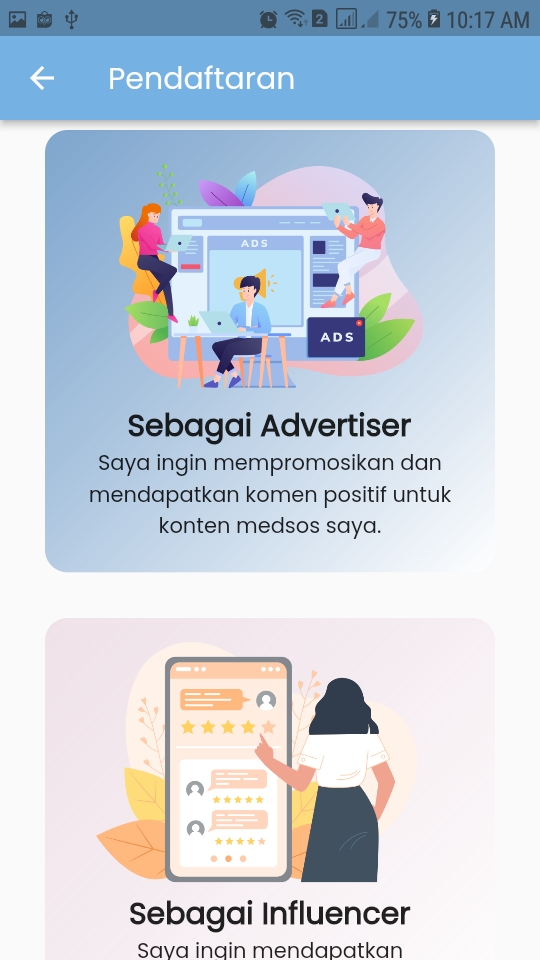 2
75%
10:17 AM
Pendaftaran
ADS
ADS
Sebagai Advertiser
Saya ingin mempromosikan dan
mendapatkan komen positif untuk
konten medsos saya.
Sebagai Influencer
Saya ingin mendapatkan